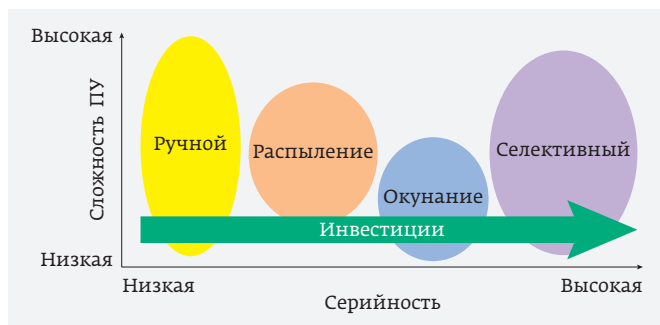 Высокая
Сложность ПУ
Ручной
Распыление
Окунание
Селективный
Инвестиции
Низкая
Низкая
Высокая
Серийность